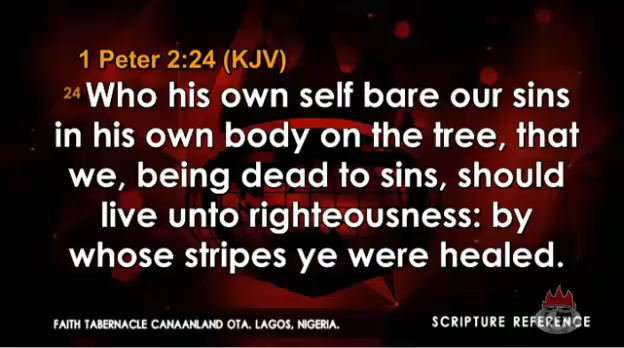 1 Peter 2:24 (KJV)
24 Who his own self bare our sins
in his own body on the tree, that
we, being dead to sins, should
live unto righteousness: by
whose stripes ye were healed.
FAITH TABERNACLE CANAANLAND OTA. LAGOS, NIGERIA.
SCRIPTURE REFERENCE